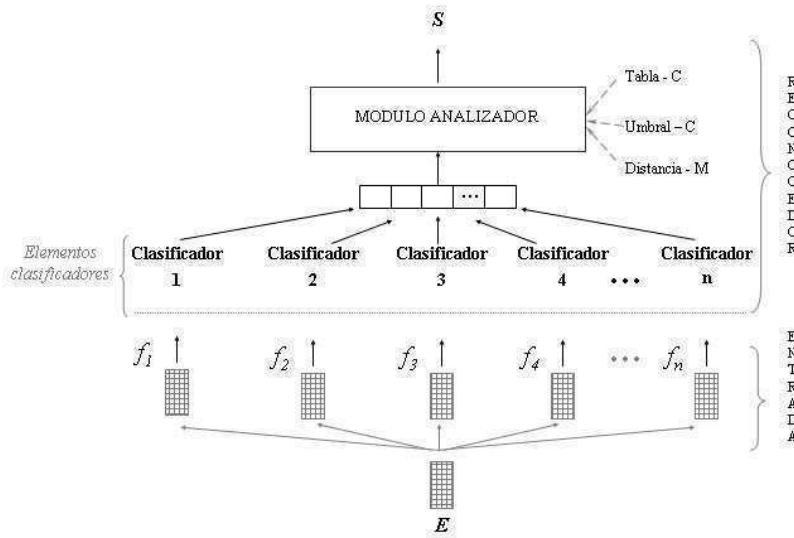 S
Tabla - C
MODULO ANALIZADOR
Umbral – C
Distancia - M
...
Elementos
clasificadores
Clasificador
1
Clasificador
2
Clasificador
3
Clasificador
4
...
Clasificador
n
R
E
C
O
N
O
C
E
D
O
R
f1
f2
f3
f4
...
fn
E
N
T
R
A
D
A
E